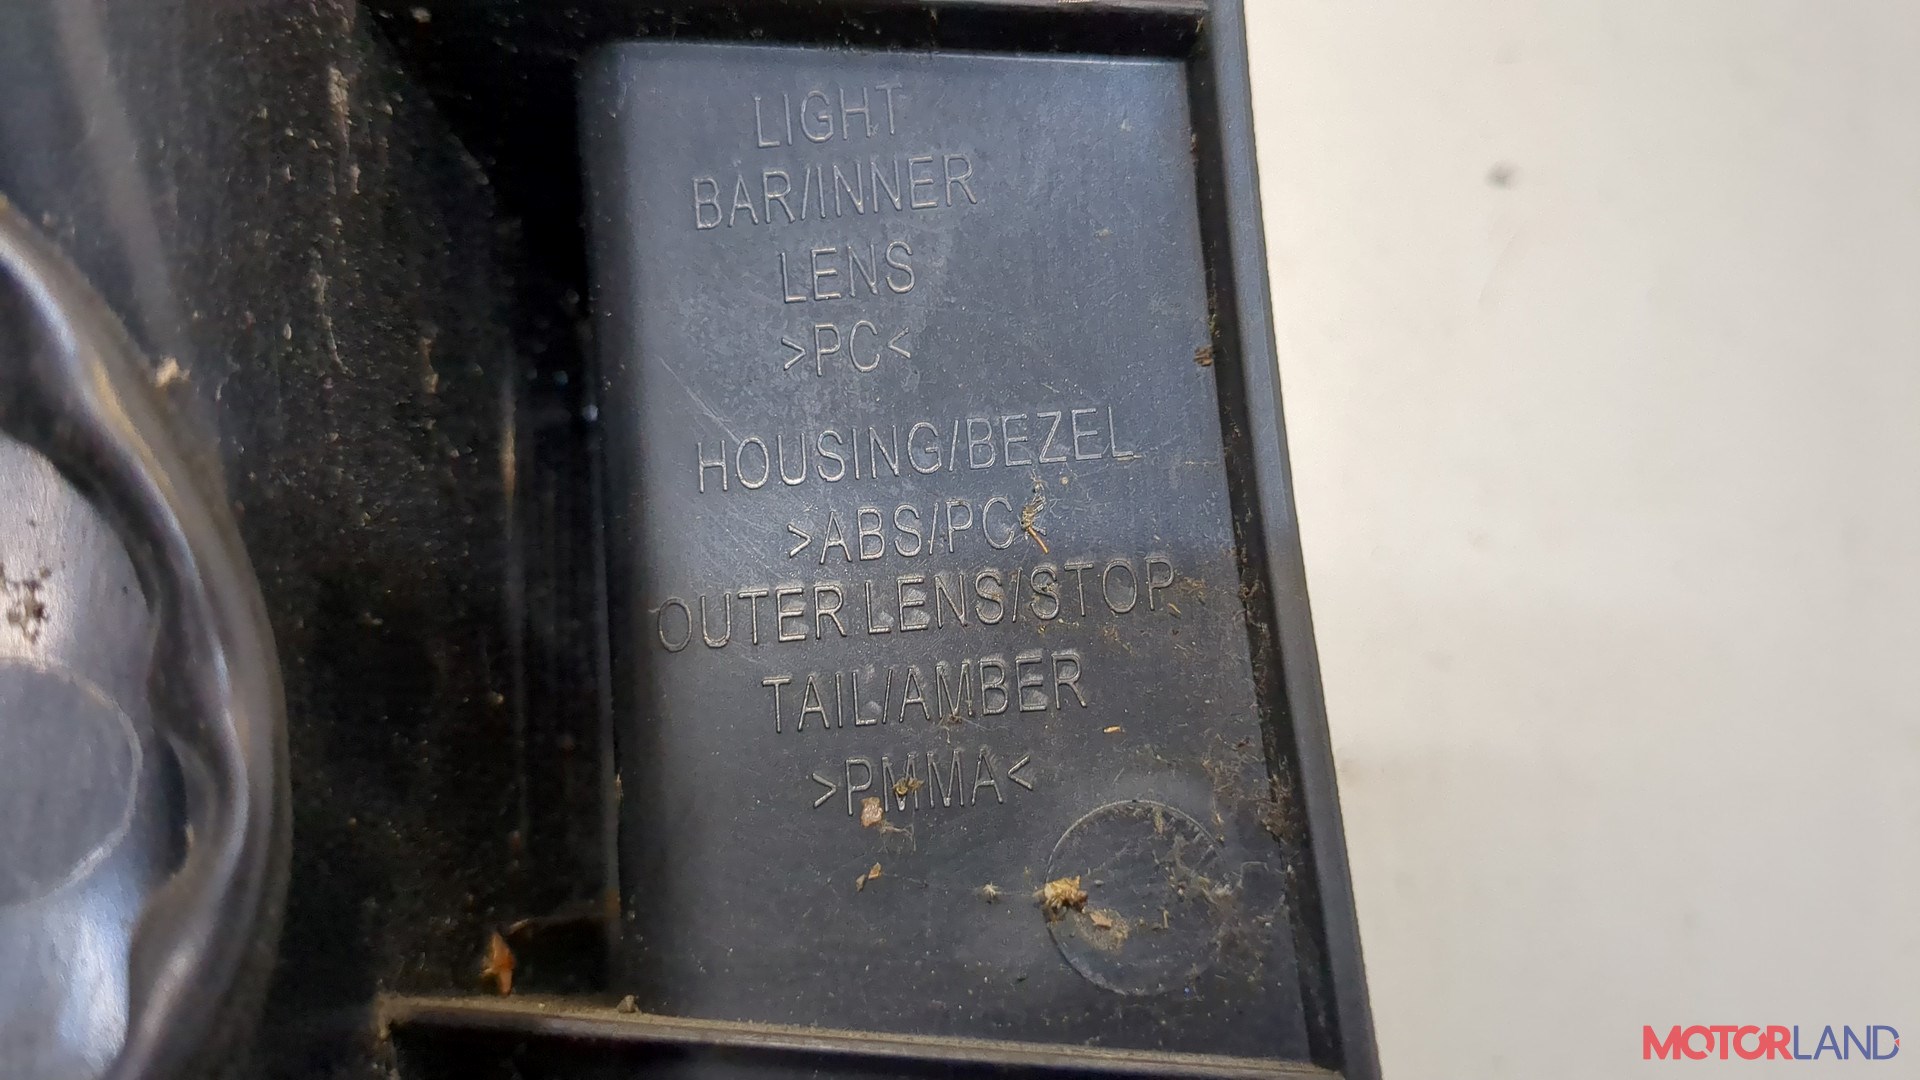 LIGHT
BAR/INNER
LENS
>PC<
HOUSING/BEZEL
>ABS/PC<
OUTER LENS/STOP
TAIL/AMBER
>PMMA<
MOTORLAND